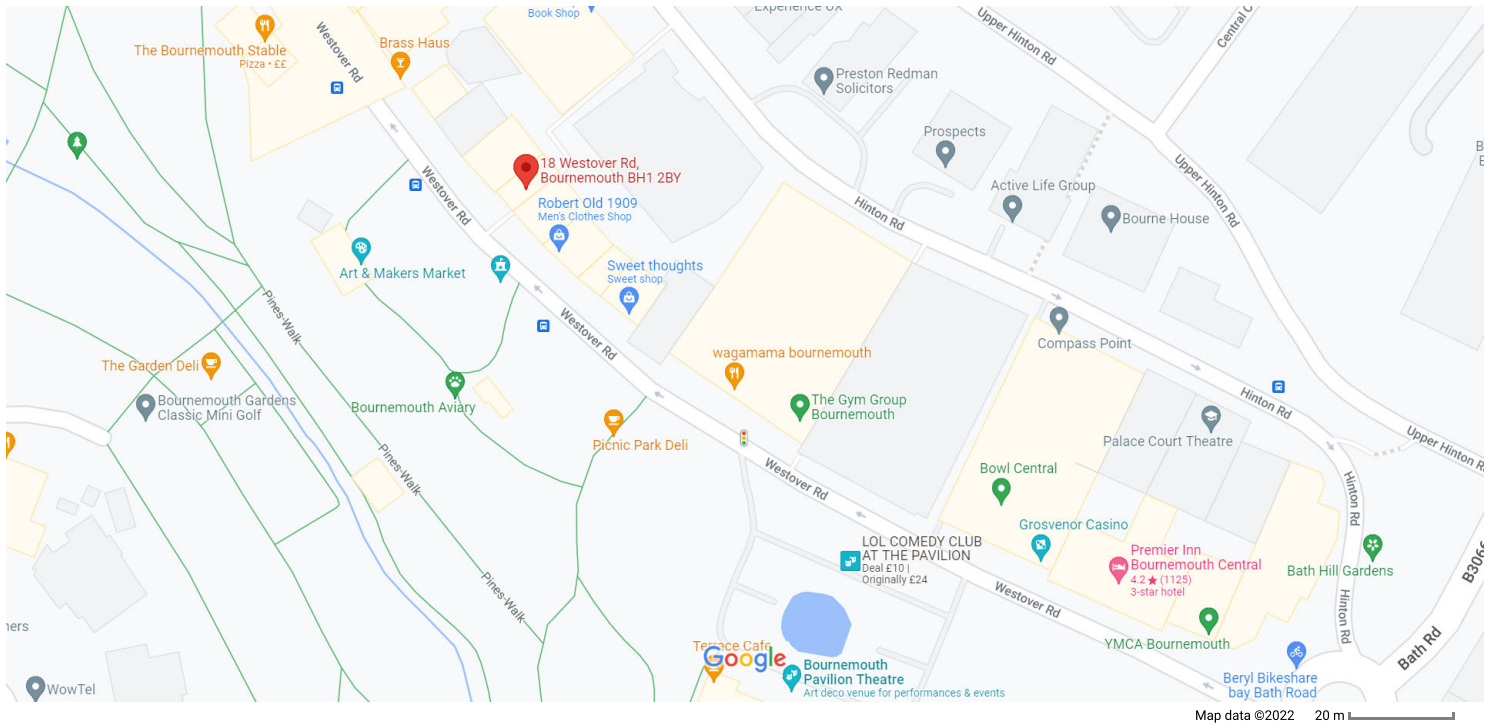 Book Shop
Experience UX
Upper Hinton Rd
Central
Westover Rd
The Bournemouth Stable
Pizza • ££
Brass Haus
Preston Redman
Solicitors
Prospects
18 Westover Rd,
Bournemouth BH1 2BY
Westover Rd
Upper Hinton Rd
Active Life Group
Bourne House
Hinton Rd
Robert Old 1909
Men's Clothes Shop
Art & Makers Market
Sweet thoughts
Sweet shop
Pines Walk
Westover Rd
Compass Point
wagamama bournemouth
The Garden Deli
Bournemouth Gardens
Classic Mini Golf
Bournemouth Aviary
The Gym Group
Bournemouth
Hinton Rd
Palace Court Theatre
Picnic Park Deli
Upper Hinton R
Pines Walk
Westover Rd
Bowl Central
Hinton Rd
Grosvenor Casino
LOL COMEDY CLUB
AT THE PAVILION
Deal £10 |
Originally £24
Premier Inn
Bournemouth Central
4.2 ★ (1125)
3-star hotel
Bath Hill Gardens
B3066
Pines Walk
Westover Rd
Hinton Rd
ners
YMCA Bournemouth
Bath Rd
Terrace Cafe
Google
Bournemouth
Pavilion Theatre
Art deco venue for performances & events
Beryl Bikeshare
bay Bath Road
WowTel
Map data ©2022
20 m